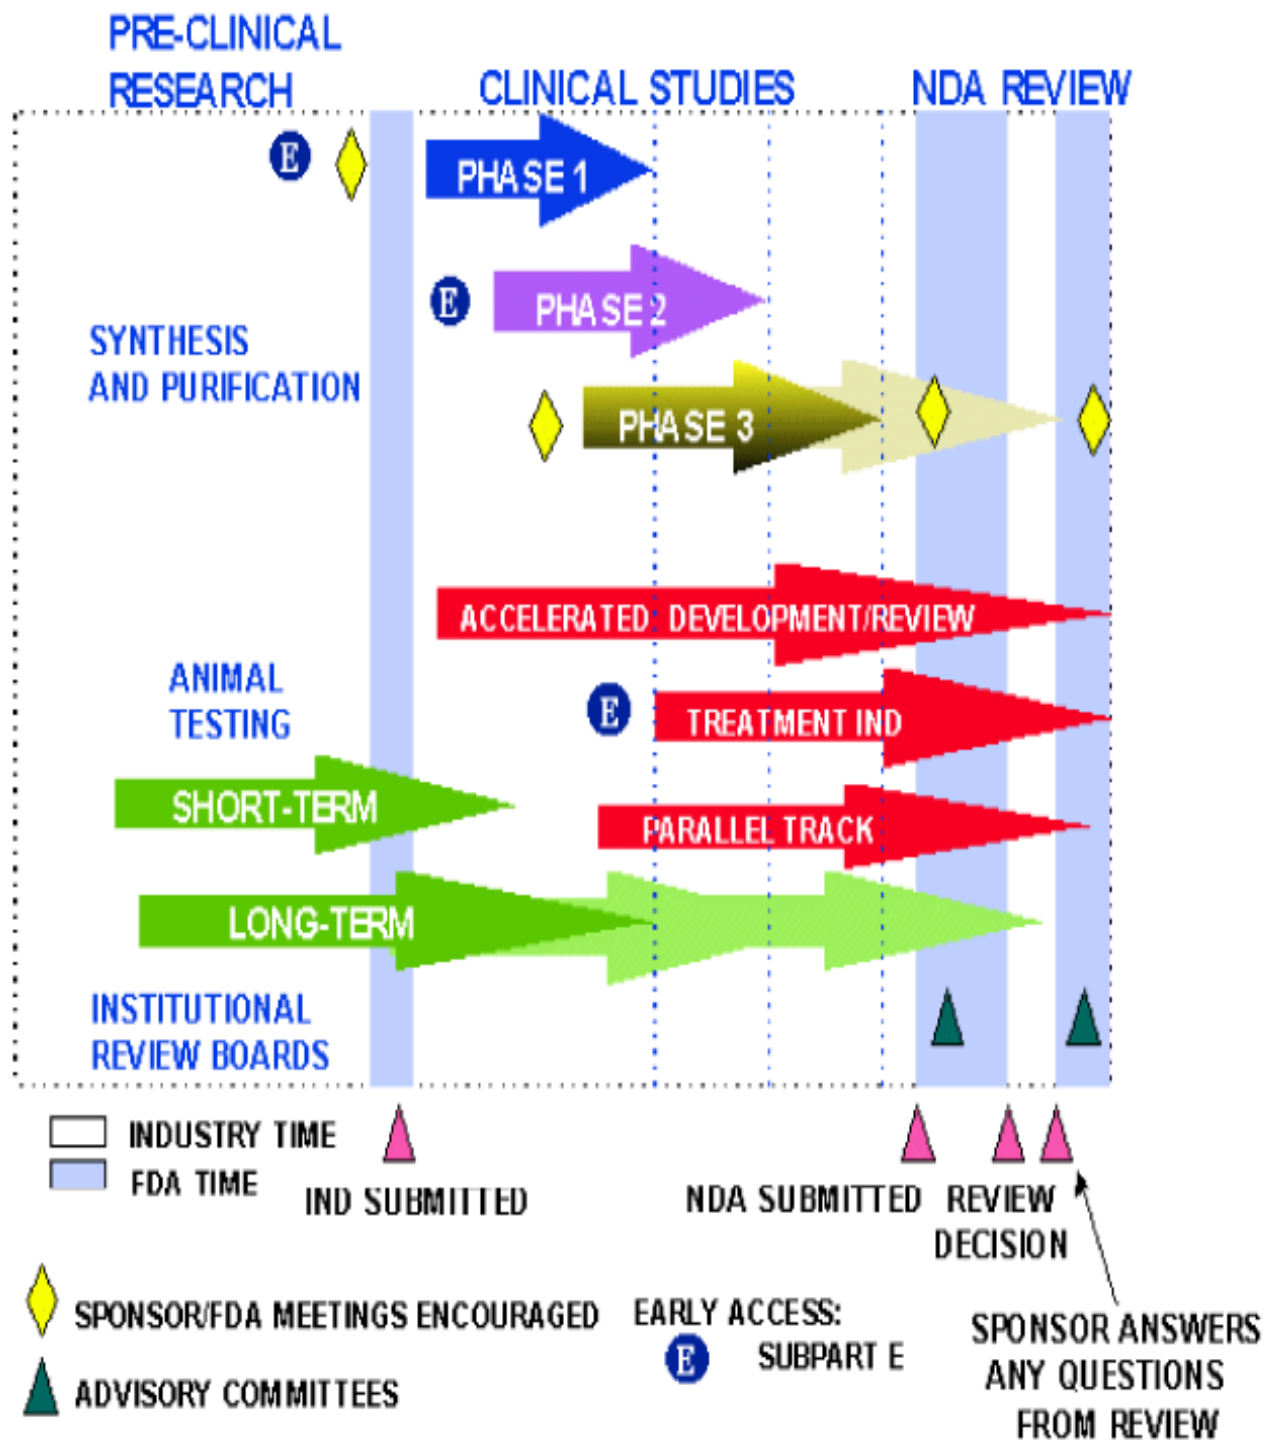 PRE-CLINICAL
RESEARCH
CLINICAL STUDIES
NDA REVIEW
E
PHASE 1
E
PHASE 2
SYNTHESIS
AND PURIFICATION
PHASE 3
ACCELERATED DEVELOPMENT/REVIEW
ANIMAL
TESTING
E
TREATMENT IND
SHORT-TERM
PARALLEL TRACK
LONG-TERM
INSTITUTIONAL
REVIEW BOARDS
INDUSTRY TIME
FDA TIME
IND SUBMITTED
NDA SUBMITTED
REVIEW
DECISION
SPONSOR/FDA MEETINGS ENCOURAGED
EARLY ACCESS:
E
SUBPART E
ADVISORY COMMITTEES
SPONSOR ANSWERS
ANY QUESTIONS
FROM REVIEW